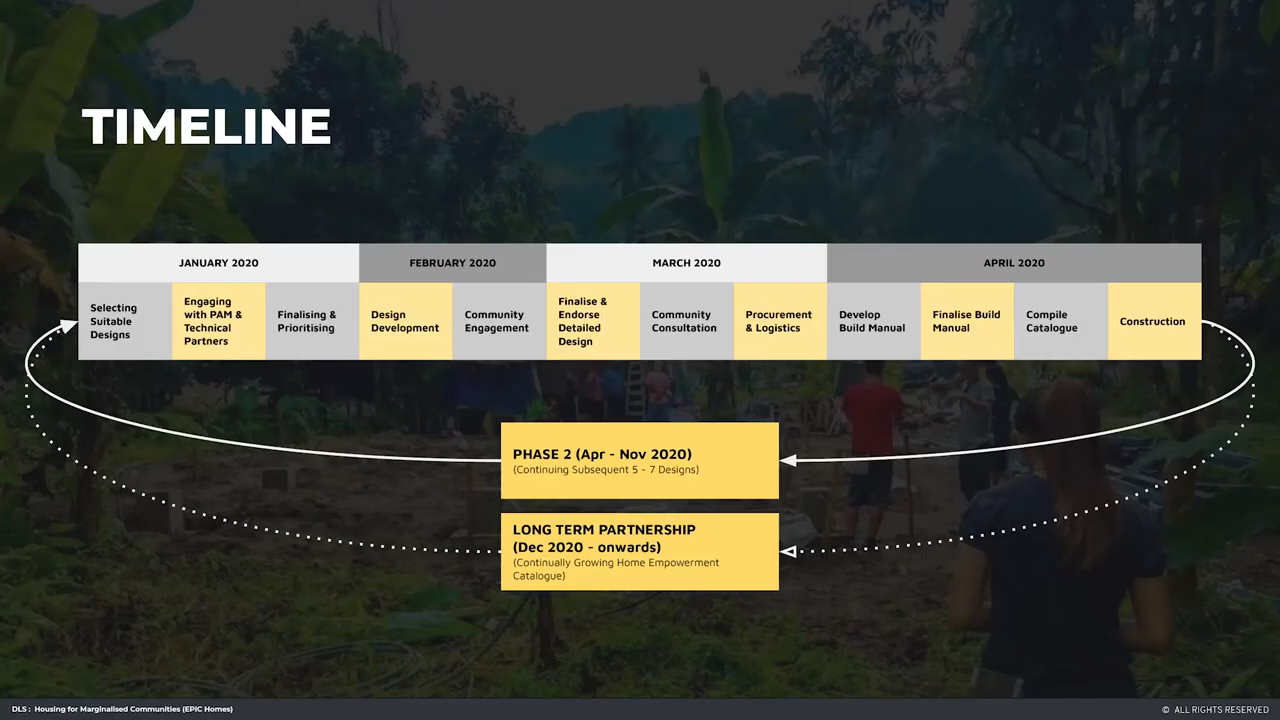 TIMELINE
JANUARY 2020
FEBRUARY 2020
MARCH 2020
APRIL 2020
Selecting
Suitable
Designs
Engaging
with PAM &
Technical
Partners
Finalising &
Prioritising
Design
Development
Community
Engagement
Finalise &
Endorse
Detailed
Design
Community
Consultation
Procurement
& Logistics
Develop
Build Manual
Finalise Build
Manual
Compile
Catalogue
Construction
PHASE 2 (Apr - Nov 2020)
(Continuing Subsequent 5 - 7 Designs)
LONG TERM PARTNERSHIP
(Dec 2020 - onwards)
(Continually Growing Home Empowerment
Catalogue)
DLS : Housing for Marginalised Communities (EPIC Homes)
© ALL RIGHTS RESERVED